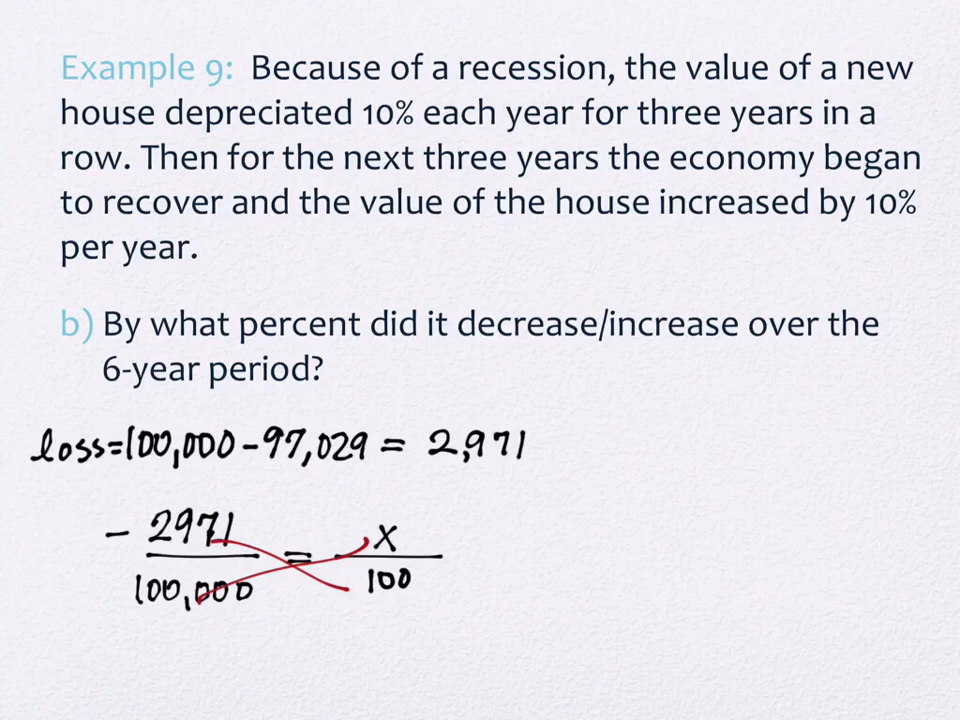 Example 9: Because of a recession, the value of a new
house depreciated 10% each year for three years in a
row. Then for the next three years the economy began
to recover and the value of the house increased by 10%
per year.
b) By what percent did it decrease/increase over the
6-year period?
loss=100,000-97,029 = 2,971
- 2971 / 100,000 = x / 100